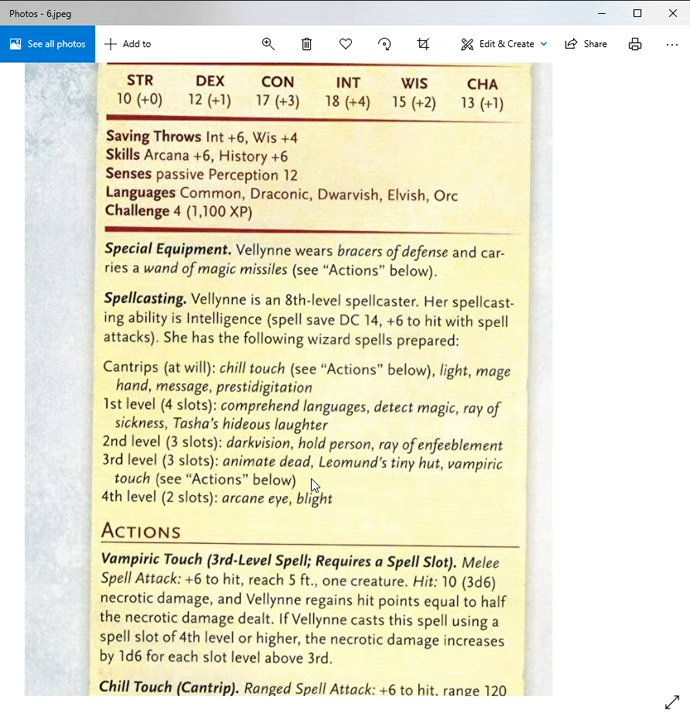 Photos - 6.jpeg
See all photos
Add to
Edit & Create
Share
STR DEX CON INT WIS CHA
10 (+0) 12 (+1) 17 (+3) 18 (+4) 15 (+2) 13 (+1)
Saving Throws Int +6, Wis +4
Skills Arcana +6, History +6
Senses passive Perception 12
Languages Common, Draconic, Dwarvish, Elvish, Orc
Challenge 4 (1,100 XP)
Special Equipment. Vellynne wears bracers of defense and car-
ries a wand of magic missiles (see “Actions” below).
Spellcasting. Vellynne is an 8th-level spellcaster. Her spellcast-
ing ability is Intelligence (spell save DC 14, +6 to hit with spell
attacks). She has the following wizard spells prepared:
Cantrips (at will): chill touch (see “Actions” below), light, mage
hand, message, prestidigitation
1st level (4 slots): comprehend languages, detect magic, ray of
sickness, Tasha’s hideous laughter
2nd level (3 slots): darkvision, hold person, ray of enfeeblement
3rd level (3 slots): animate dead, Leomund’s tiny hut, vampiric
touch (see “Actions” below)
4th level (2 slots): arcane eye, blight
ACTIONS
Vampiric Touch (3rd-Level Spell; Requires a Spell Slot). Melee
Spell Attack: +6 to hit, reach 5 ft., one creature. Hit: 10 (3d6)
necrotic damage, and Vellynne regains hit points equal to half
the necrotic damage dealt. If Vellynne casts this spell using a
spell slot of 4th level or higher, the necrotic damage increases
by 1d6 for each slot level above 3rd.
Chill Touch (Cantrip). Ranged Spell Attack: +6 to hit, range 120